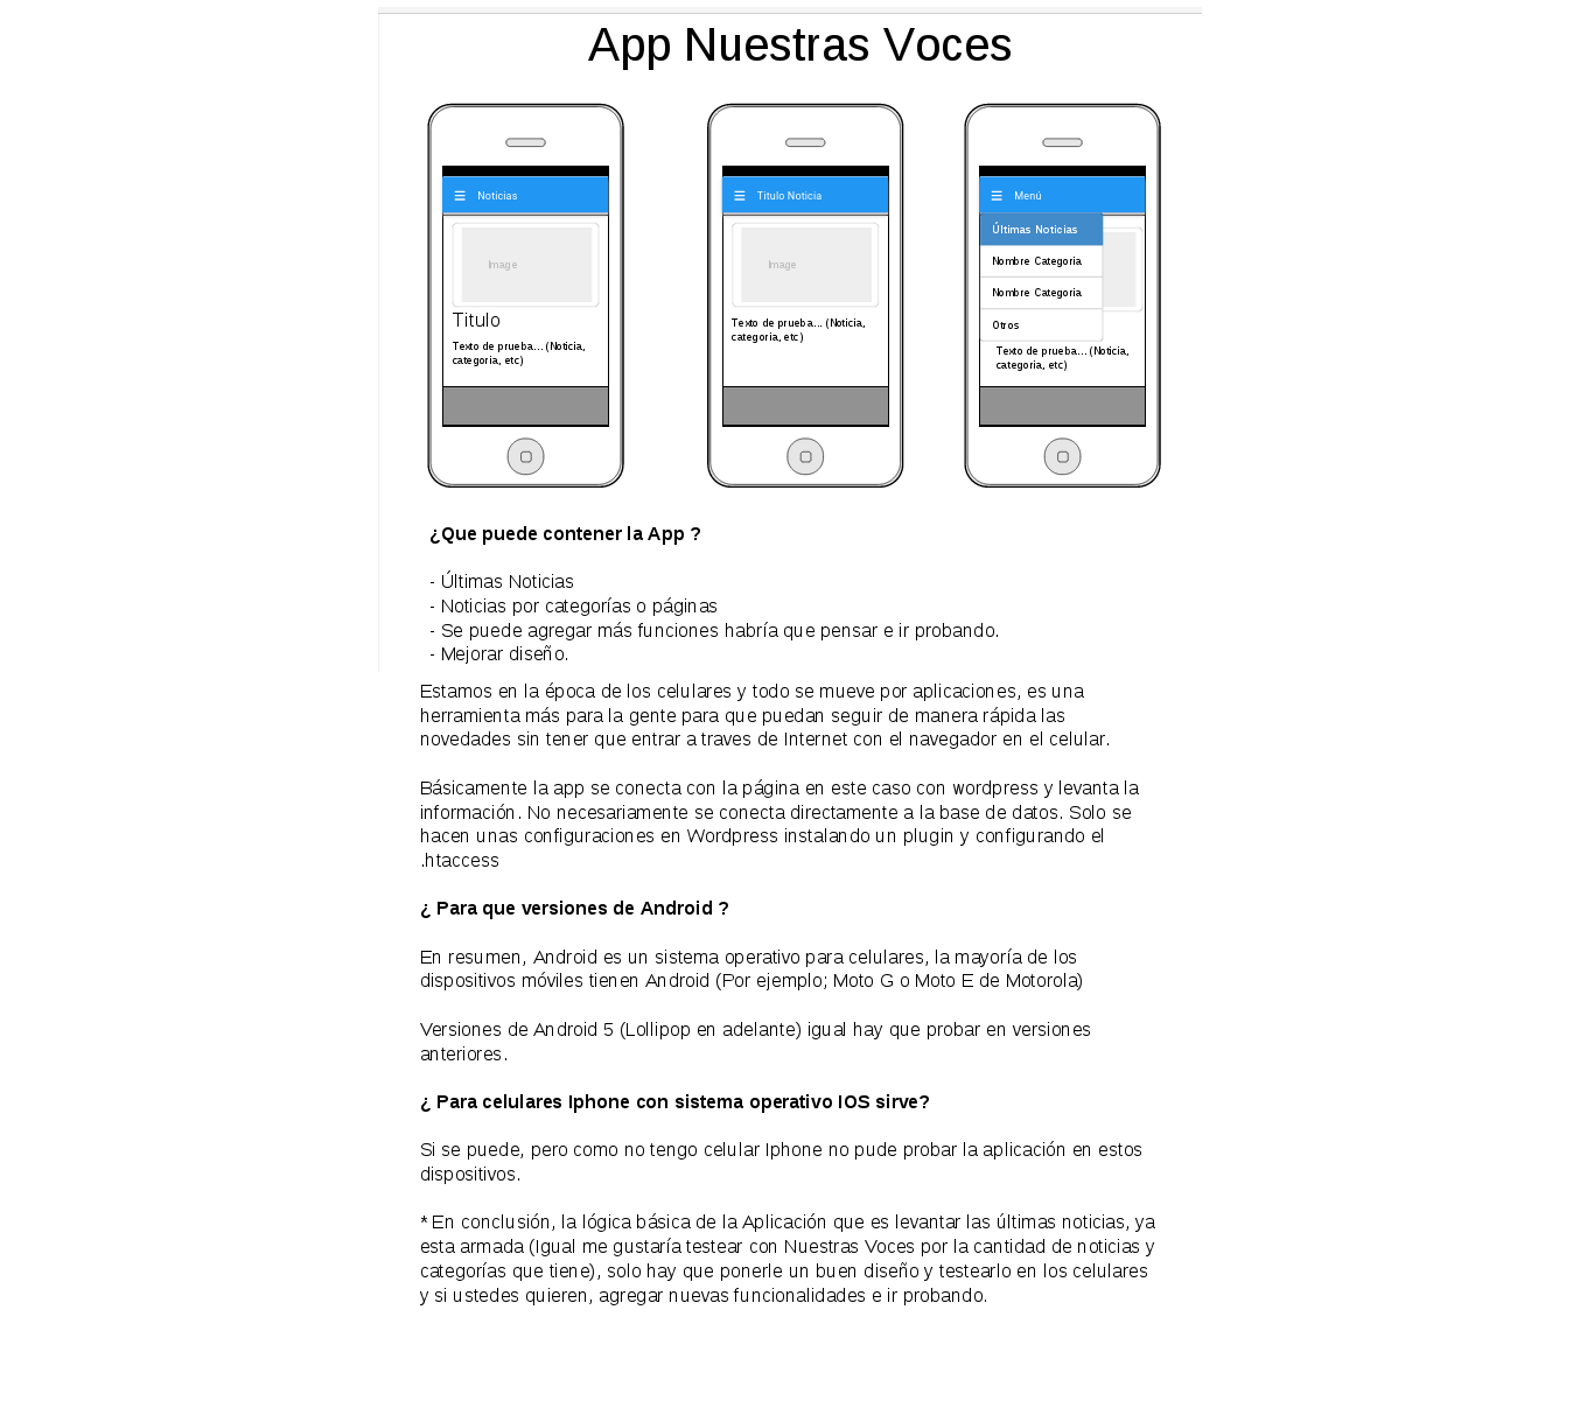 App Nuestras Voces
Noticias
Image
Titulo
Texto de prueba... (Noticia,
categoria, etc)
Titulo Noticia
Image
Texto de prueba... (Noticia,
categoria, etc)
Menú
Últimas Noticias
Nombre Categoria
Nombre Categoria
Otros
Texto de prueba... (Noticia,
categoria, etc)
¿Que puede contener la App ?
- Últimas Noticias
- Noticias por categorías o páginas
- Se puede agregar más funciones habría que pensar e ir probando.
- Mejorar diseño.
Estamos en la época de los celulares y todo se mueve por aplicaciones, es una
herramienta más para la gente para que puedan seguir de manera rápida las
novedades sin tener que entrar a traves de Internet con el navegador en el celular.
Básicamente la app se conecta con la página en este caso con wordpress y levanta la
información. No necesariamente se conecta directamente a la base de datos. Solo se
hacen unas configuraciones en Wordpress instalando un plugin y configurando el
.htaccess
¿ Para que versiones de Android ?
En resumen, Android es un sistema operativo para celulares, la mayoría de los
dispositivos móviles tienen Android (Por ejemplo; Moto G o Moto E de Motorola)
Versiones de Android 5 (Lollipop en adelante) igual hay que probar en versiones
anteriores.
¿ Para celulares Iphone con sistema operativo IOS sirve?
Si se puede, pero como no tengo celular Iphone no pude probar la aplicación en estos
dispositivos.
* En conclusión, la lógica básica de la Aplicación que es levantar las últimas noticias, ya
esta armada (Igual me gustaría testear con Nuestras Voces por la cantidad de noticias y
categorías que tiene), solo hay que ponerle un buen diseño y testearlo en los celulares
y si ustedes quieren, agregar nuevas funcionalidades e ir probando.